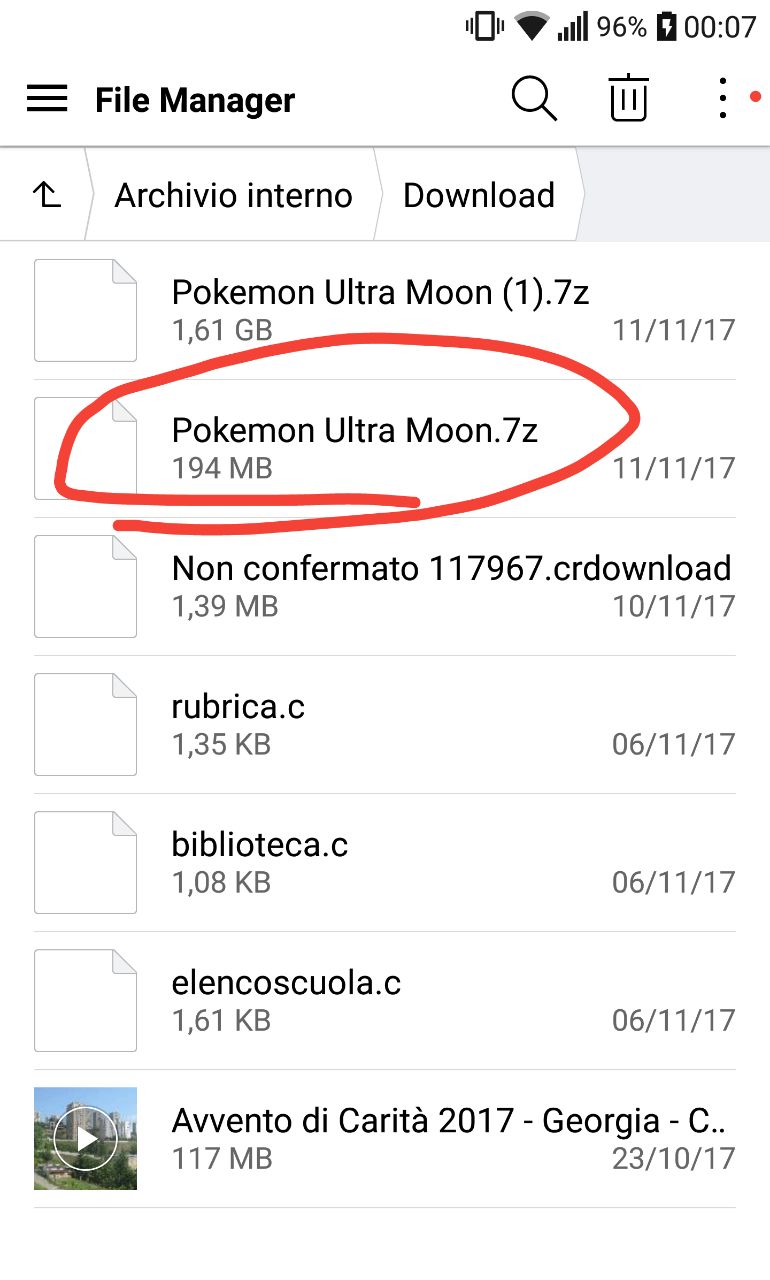 96% 00:07
File Manager
Archivio interno Download
Pokemon Ultra Moon (1).7z
1,61 GB 11/11/17
Pokemon Ultra Moon.7z
194 MB 11/11/17
Non confermato 117967.crdownload
1,39 MB 10/11/17
rubrica.c
1,35 KB 06/11/17
biblioteca.c
1,08 KB 06/11/17
elencoscuola.c
1,61 KB 06/11/17
Avvento di Carità 2017 - Georgia - C..
117 MB 23/10/17